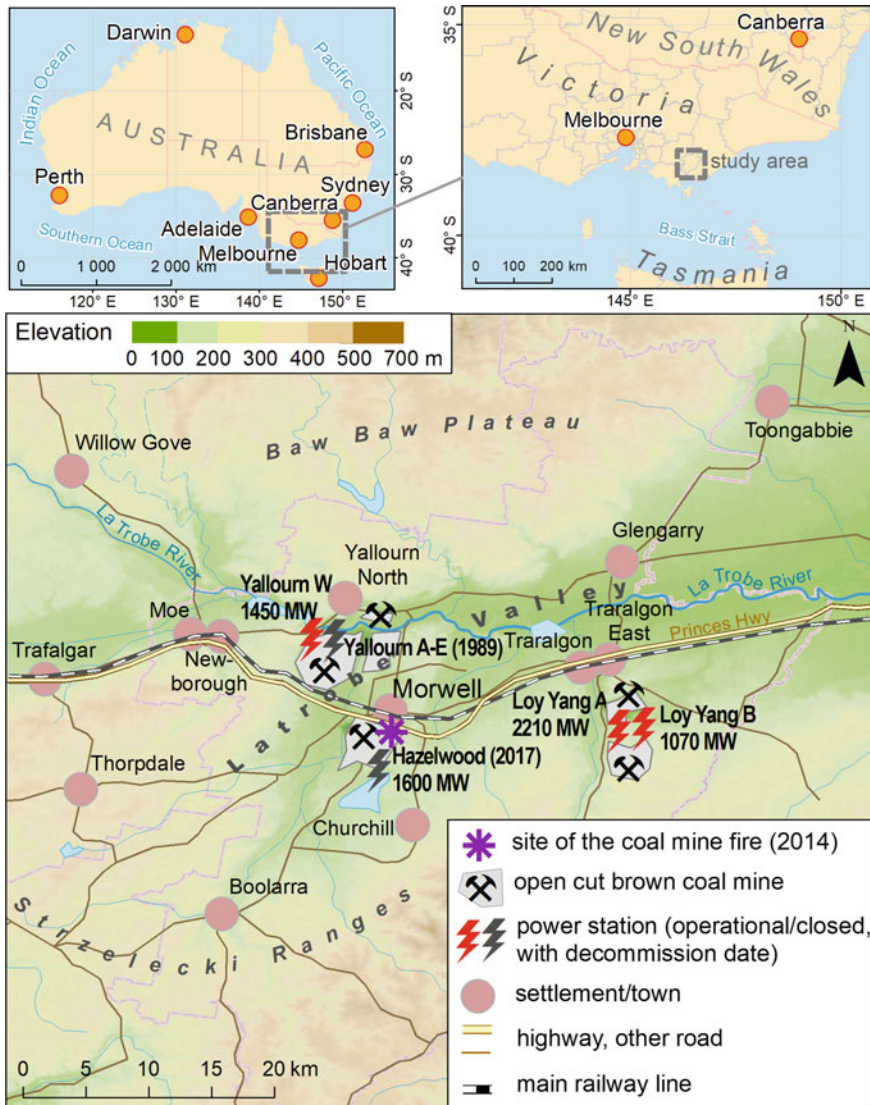 Darwin
Indian Ocean
Pacific Ocean
20°S
AUSTRALIA
Brisbane
Perth
30°S
Sydney
Canberra
Adelaide
Southern Ocean
Melbourne
40°S
Hobart
0 1 000 2 000 km
120°E 130°E 140°E 150°E
35°S
Canberra
New South Wales
Victoria
Melbourne
study area
40°S
Bass Strait
Tasmania
0 100 200 km
145°E 150°E
Elevation
0 100 200 300 400 500 700 m
N
Baw Baw Plateau
Toongabbie
Willow Gove
La Trobe River
Glengarry
Yallourn
North
Yallourn W
1450 MW
La Trobe River
Moe
Traralgon
East
Princes Hwy
Trafalgar
New-
borough
Yallourn A-E (1989)
Traralgon
Latrobe Valley
Morwell
Loy Yang A
2210 MW
Loy Yang B
1070 MW
Hazelwood (2017)
1600 MW
Thorpdale
Churchill
Boolarra
Strzelecki Ranges
0 5 10 15 20 km
site of the coal mine fire (2014)
open cut brown coal mine
power station (operational/closed,
with decommission date)
settlement/town
highway, other road
main railway line